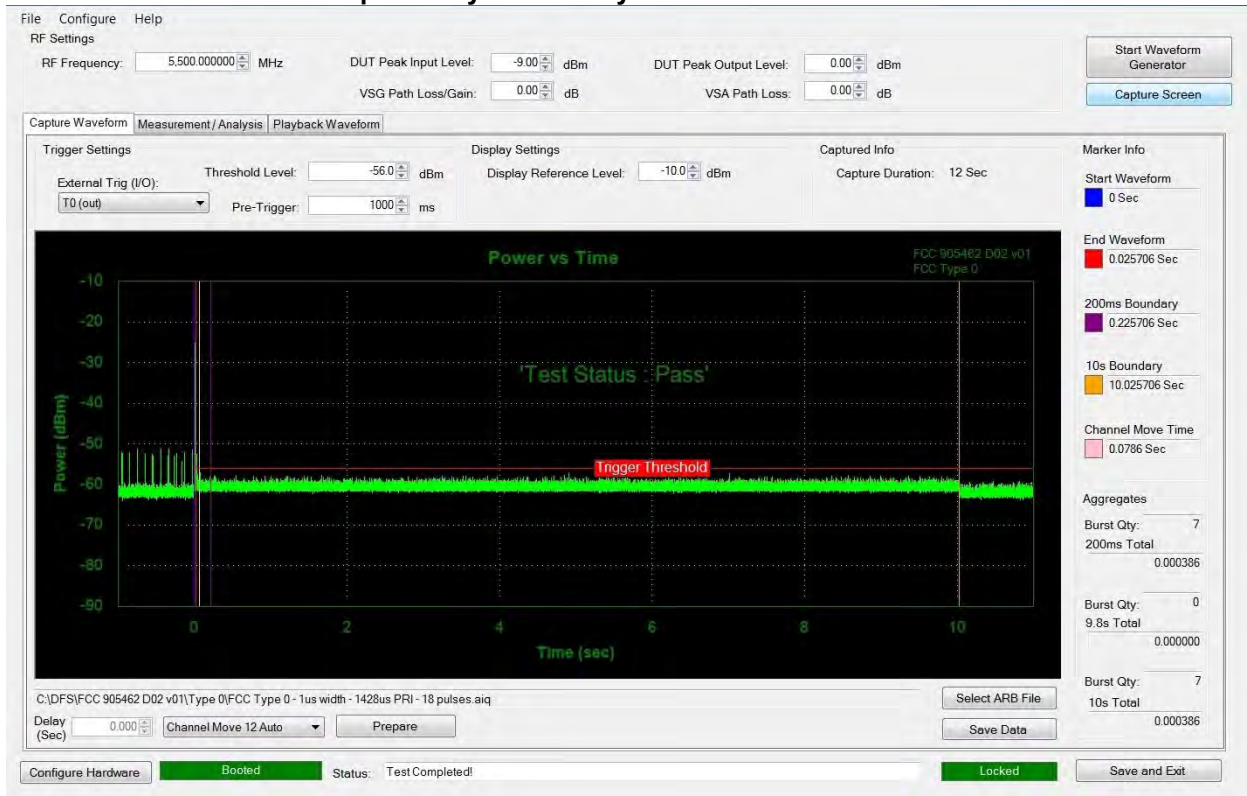 File Configure Help
RF Settings
RF Frequency: 5,500.000000 MHz DUT Peak Input Level: -9.00 dBm DUT Peak Output Level: 0.00 dBm
VSG Path Loss/Gain: 0.00 dB VSA Path Loss: 0.00 dB
Start Waveform
Generator
Capture Screen
Capture Waveform Measurement / Analysis Playback Waveform
Trigger Settings
External Trig (I/O):
T0 (out)
Threshold Level: -56.0 dBm
Pre-Trigger: 1000 ms
Display Settings
Display Reference Level: -10.0 dBm
Captured Info
Capture Duration: 12 Sec
Marker Info
Start Waveform
0 Sec
End Waveform
0.025706 Sec
200ms Boundary
0.225706 Sec
10s Boundary
10.025706 Sec
Channel Move Time
0.0786 Sec
Aggregates
Burst Qty: 7
200ms Total
0.000386
Burst Qty: 0
9.8s Total
0.000000
Burst Qty: 7
10s Total
0.000386
Power vs Time
FCC 905462 D02 v01
FCC Type 0
'Test Status : Pass'
Trigger Threshold
Power (dBm)
-10
-20
-30
-40
-50
-60
-70
-80
-90
0 2 4 6 8 10
Time (sec)
C:\DFS\FCC 905462 D02 v01\Type 0\FCC Type 0 - 1us width - 1428us PRI - 18 pulses.aiq
Select ARB File
Delay
(Sec) 0.000 Channel Move 12 Auto Prepare
Save Data
Configure Hardware Booted Status: Test Completed! Locked Save and Exit